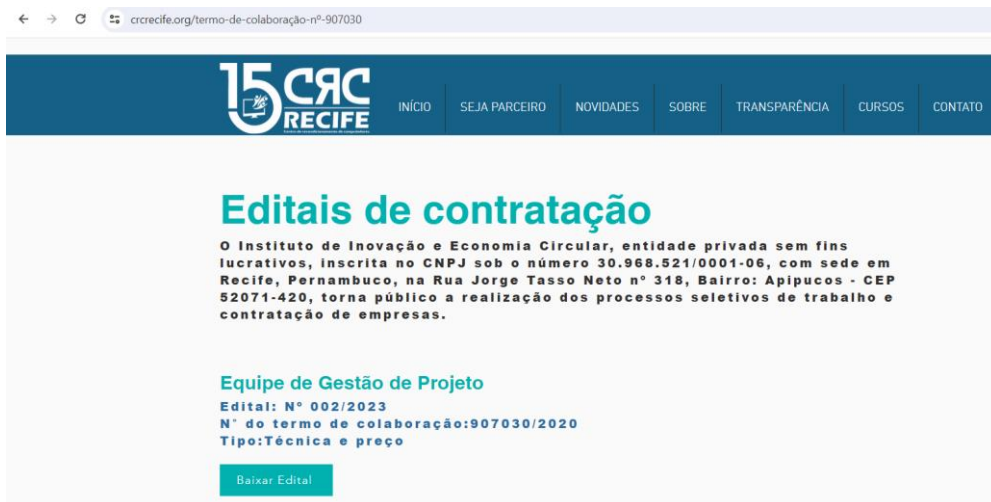 crcrecife.org/termo-de-colaboração-nº-907030
15 CRC
RECIFE
INÍCIO SEJA PARCEIRO NOVIDADES SOBRE TRANSPARÊNCIA CURSOS CONTATO
Editais de contratação
O Instituto de Inovação e Economia Circular, entidade privada sem fins
lucrativos, inscrita no CNPJ sob o número 30.968.521/0001-06, com sede em
Recife, Pernambuco, na Rua Jorge Tasso Neto nº 318, Bairro: Apipucos - CEP
52071-420, torna público a realização dos processos seletivos de trabalho e
contratação de empresas.
Equipe de Gestão de Projeto
Edital: Nº 002/2023
N° do termo de colaboração:907030/2020
Tipo:Técnica e preço
Baixar Edital